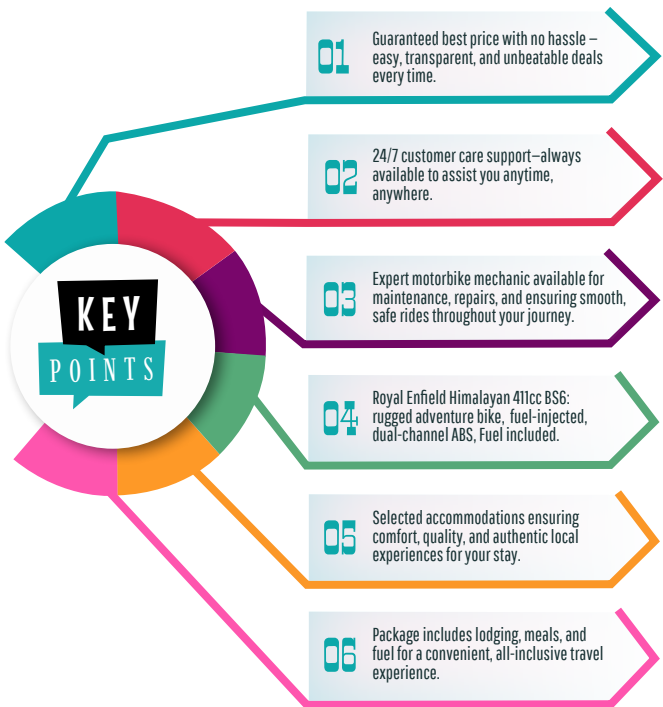 KEY
POINTS
01
Guaranteed best price with no hassle –
easy, transparent, and unbeatable deals
every time.
02
24/7 customer care support—always
available to assist you anytime,
anywhere.
03
Expert motorbike mechanic available for
maintenance, repairs, and ensuring smooth,
safe rides throughout your journey.
04
Royal Enfield Himalayan 411cc BS6:
rugged adventure bike, fuel-injected,
dual-channel ABS, Fuel included.
05
Selected accommodations ensuring
comfort, quality, and authentic local
experiences for your stay.
06
Package includes lodging, meals, and
fuel for a convenient, all-inclusive travel
experience.